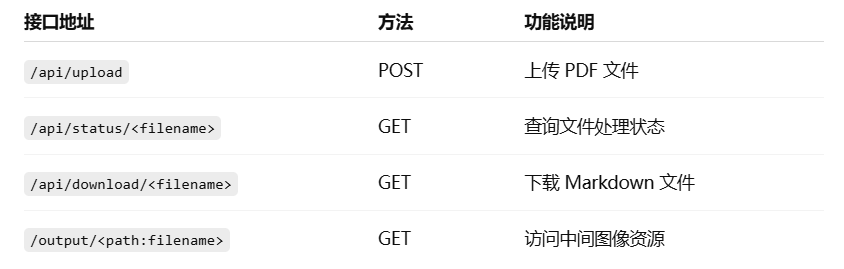 接口地址 方法 功能说明
/api/upload POST 上传 PDF 文件
/api/status/<filename> GET 查询文件处理状态
/api/download/<filename> GET 下载 Markdown 文件
/output/<path:filename> GET 访问中间图像资源